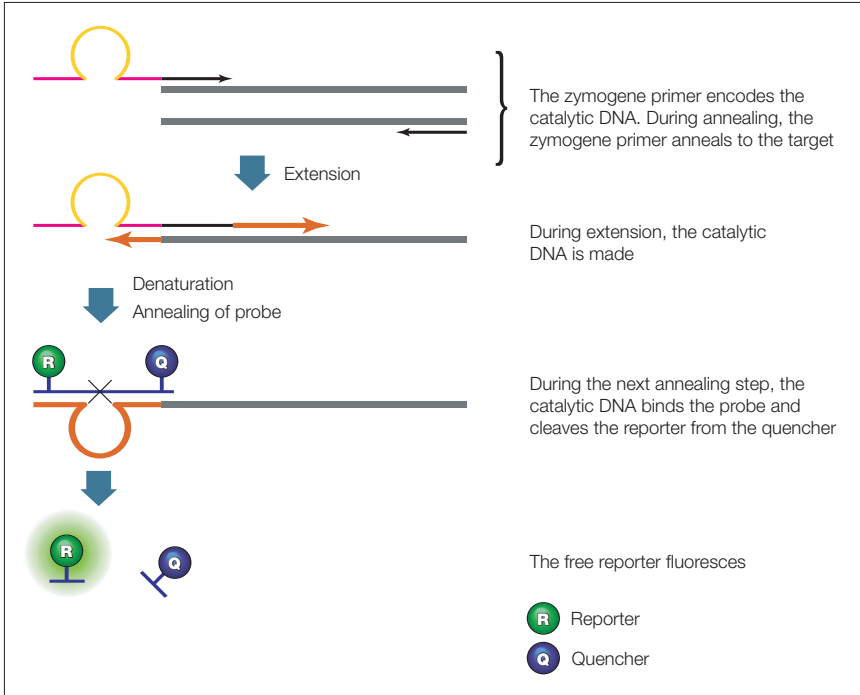 The zymogene primer encodes the
catalytic DNA. During annealing, the
zymogene primer anneals to the target
Extension
During extension, the catalytic
DNA is made
Denaturation
Annealing of probe
R
Q
During the next annealing step, the
catalytic DNA binds the probe and
cleaves the reporter from the quencher
R
Q
The free reporter fluoresces
R Reporter
Q Quencher